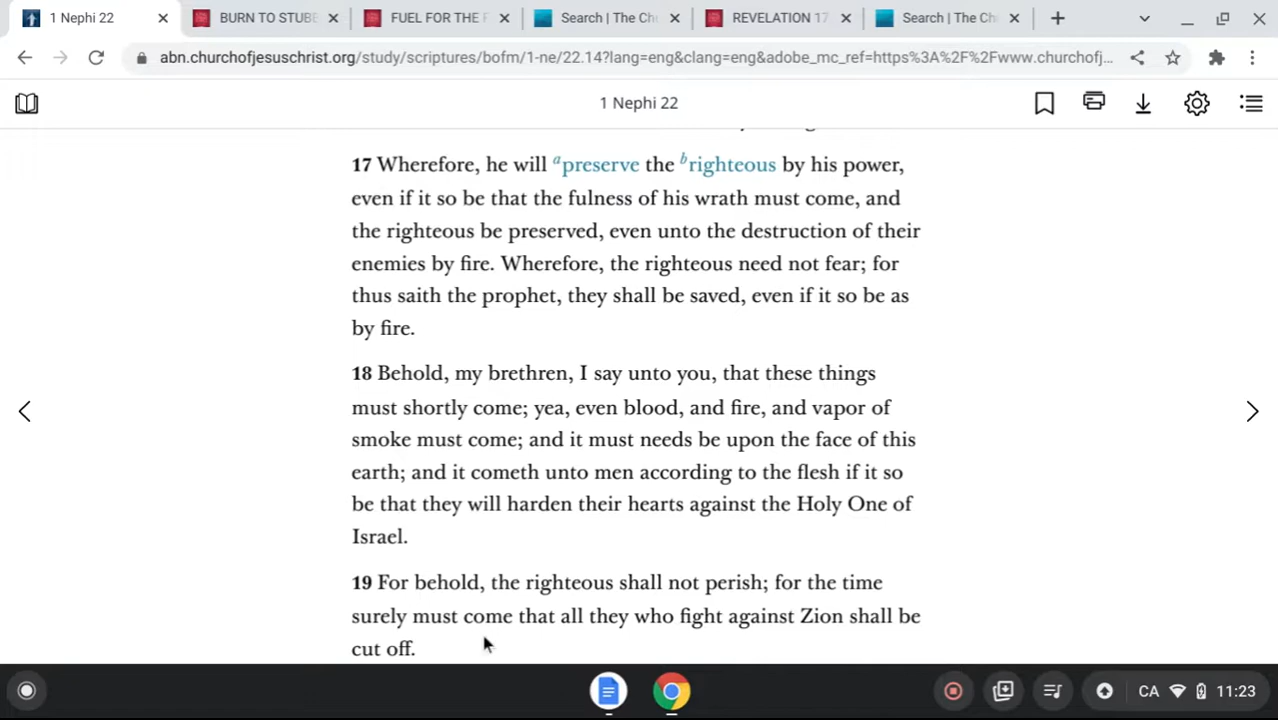 1 Nephi 22
BURN TO STUBB
FUEL FOR THE F
Search | The Ch
REVELATION 17
Search | The Ch
abn.churchofjesuschrist.org/study/scriptures/bofm/1-ne/22.14?lang=eng&clang=eng&adobe_mc_ref=https%3A%2F%2Fwww.churchofj...
1 Nephi 22
17 Wherefore, he will a preserve the b righteous by his power,
even if it so be that the fulness of his wrath must come, and
the righteous be preserved, even unto the destruction of their
enemies by fire. Wherefore, the righteous need not fear; for
thus saith the prophet, they shall be saved, even if it so be as
by fire.
18 Behold, my brethren, I say unto you, that these things
must shortly come; yea, even blood, and fire, and vapor of
smoke must come; and it must needs be upon the face of this
earth; and it cometh unto men according to the flesh if it so
be that they will harden their hearts against the Holy One of
Israel.
19 For behold, the righteous shall not perish; for the time
surely must come that all they who fight against Zion shall be
cut off.
CA 11:23